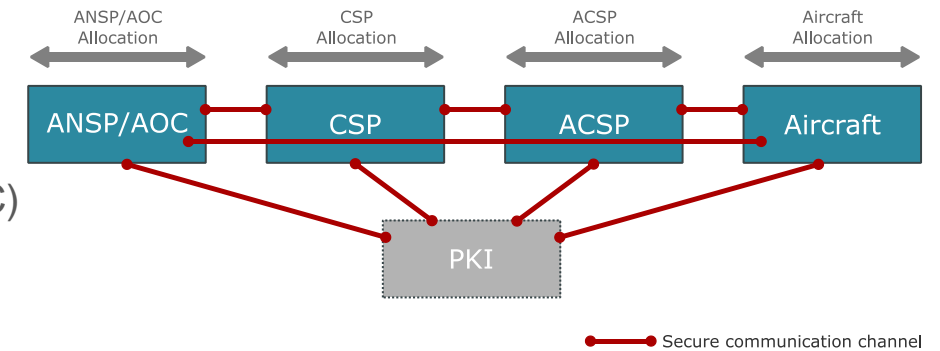 ANSP/AOC
Allocation
CSP
Allocation
ACSP
Allocation
Aircraft
Allocation
ANSP/AOC
CSP
ACSP
Aircraft
C)
PKI
Secure communication channel